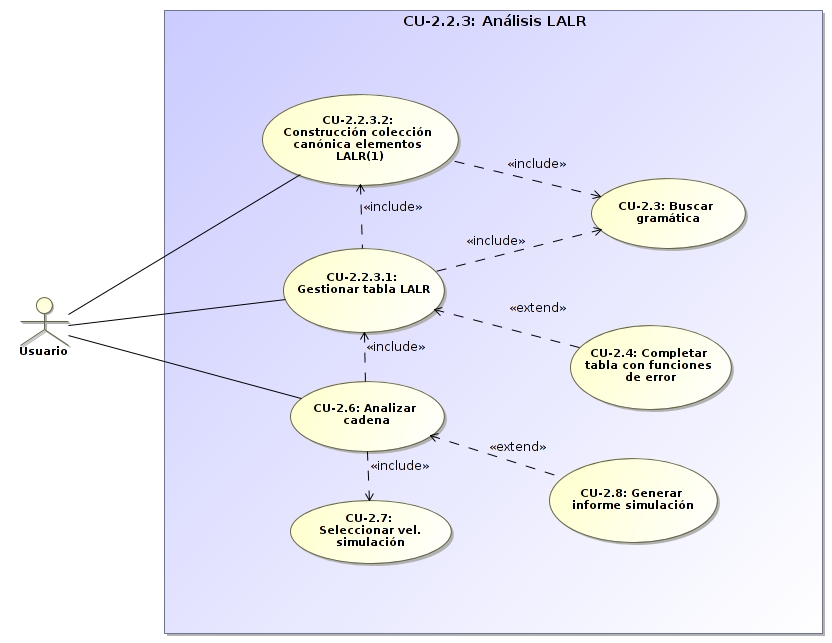 CU-2.2.3: Análisis LALR
CU-2.2.3.2:
Construcción colección
canónica elementos
LALR(1)
«include»
CU-2.3: Buscar
gramática
«include»
«include»
CU-2.2.3.1:
Gestionar tabla LALR
«extend»
Usuario
«include»
CU-2.4: Completar
tabla con funciones
de error
CU-2.6: Analizar
cadena
«extend»
«include»
CU-2.8: Generar
informe simulación
CU-2.7:
Seleccionar vel.
simulación